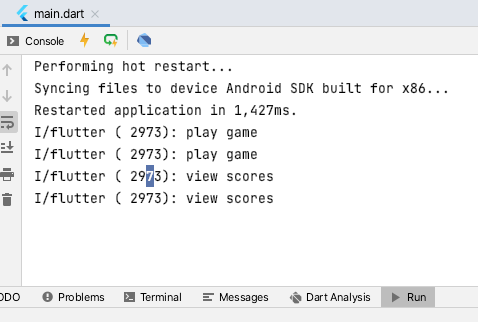 main.dart
Console
Performing hot restart...
Syncing files to device Android SDK built for x86...
Restarted application in 1,427ms.
I/flutter ( 2973): play game
I/flutter ( 2973): play game
I/flutter ( 2973): view scores
I/flutter ( 2973): view scores
ODO Problems Terminal Messages Dart Analysis Run